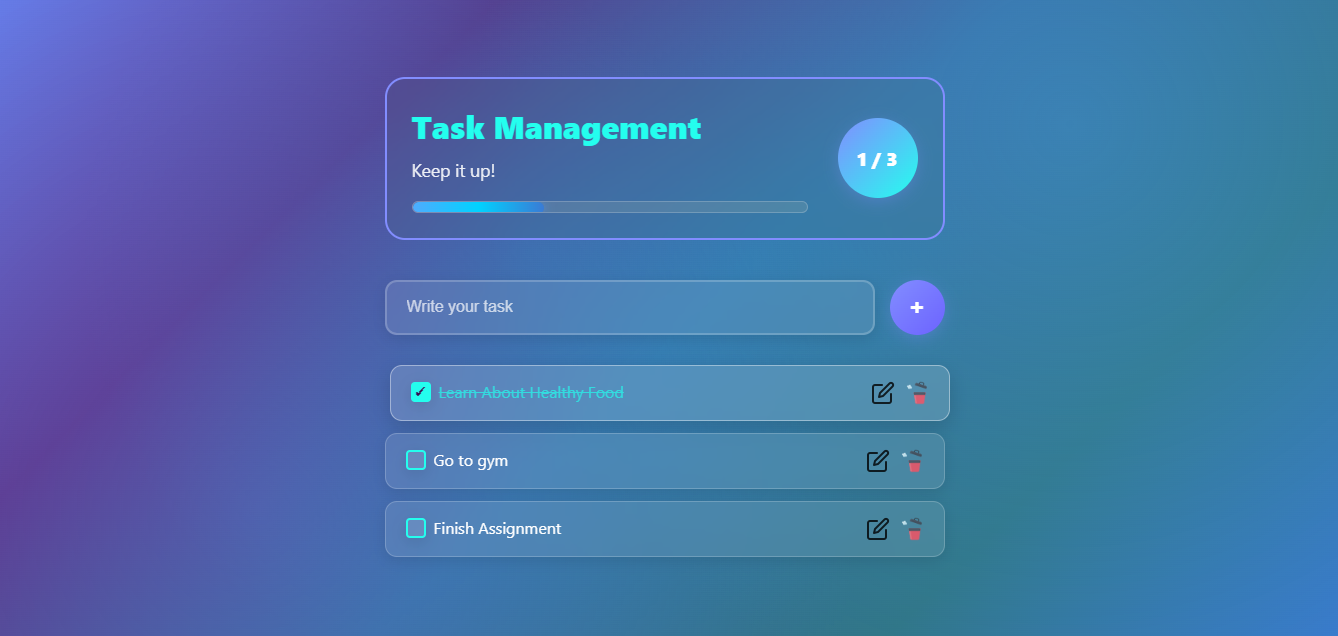 Task Management
Keep it up!
1 / 3
Write your task
+
Learn About Healthy Food
Go to gym
Finish Assignment